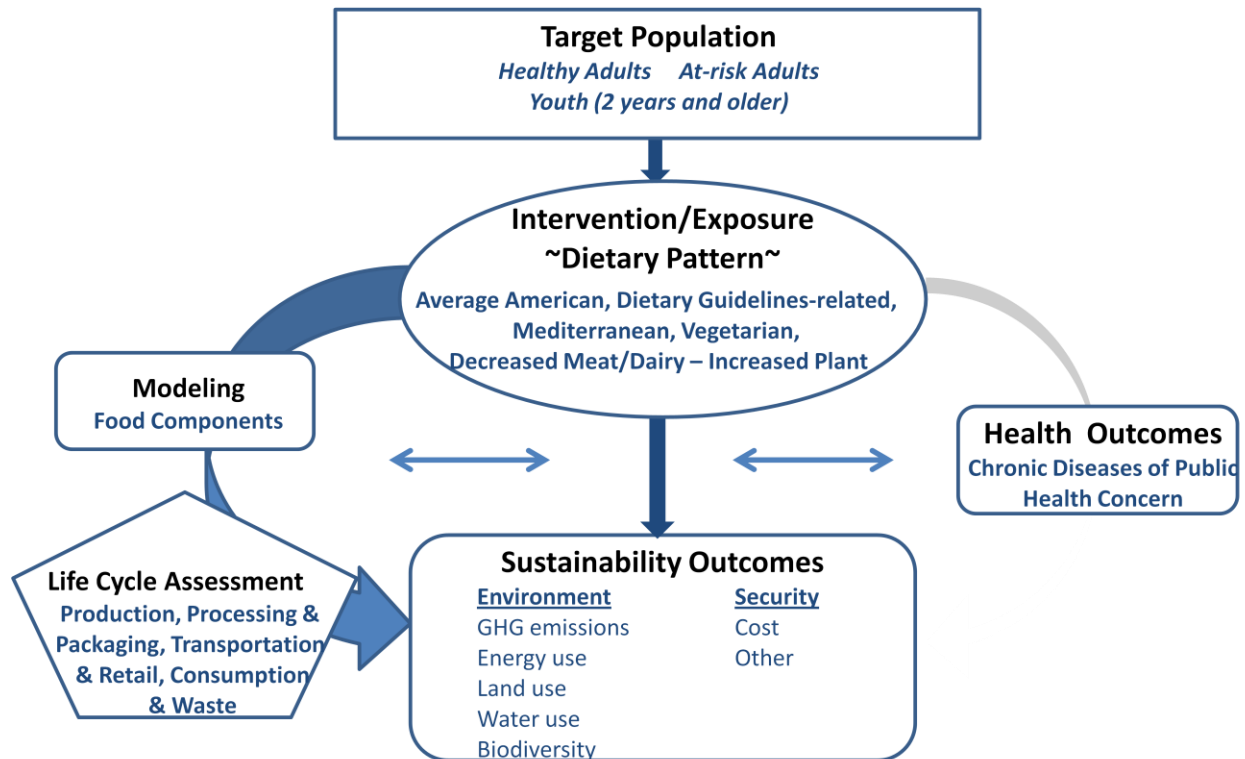 Target Population
Healthy Adults At-risk Adults
Youth (2 years and older)
Intervention/Exposure
~Dietary Pattern~
Average American, Dietary Guidelines-related,
Mediterranean, Vegetarian,
Decreased Meat/Dairy – Increased Plant
Modeling
Food Components
Health Outcomes
Chronic Diseases of Public
Health Concern
Life Cycle Assessment
Production, Processing &
Packaging, Transportation
& Retail, Consumption
& Waste
Sustainability Outcomes
Environment
GHG emissions
Energy use
Land use
Water use
Biodiversity
Security
Cost
Other